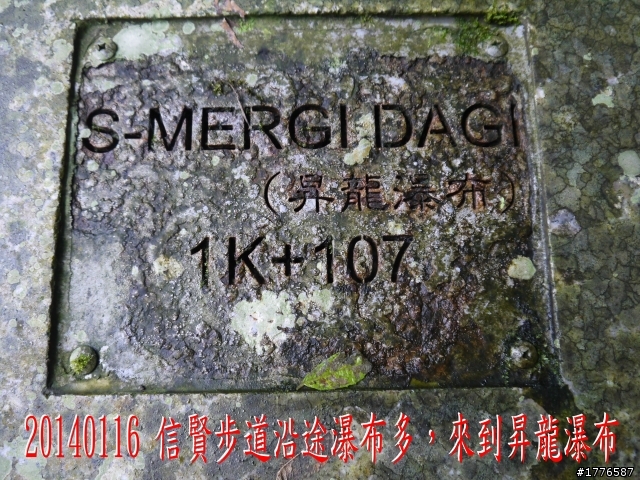 S-MERGI DAGI
(昇龍瀑布)
1K+107
20140116 信賢步道沿途瀑布多，來到昇龍瀑布
#1776587